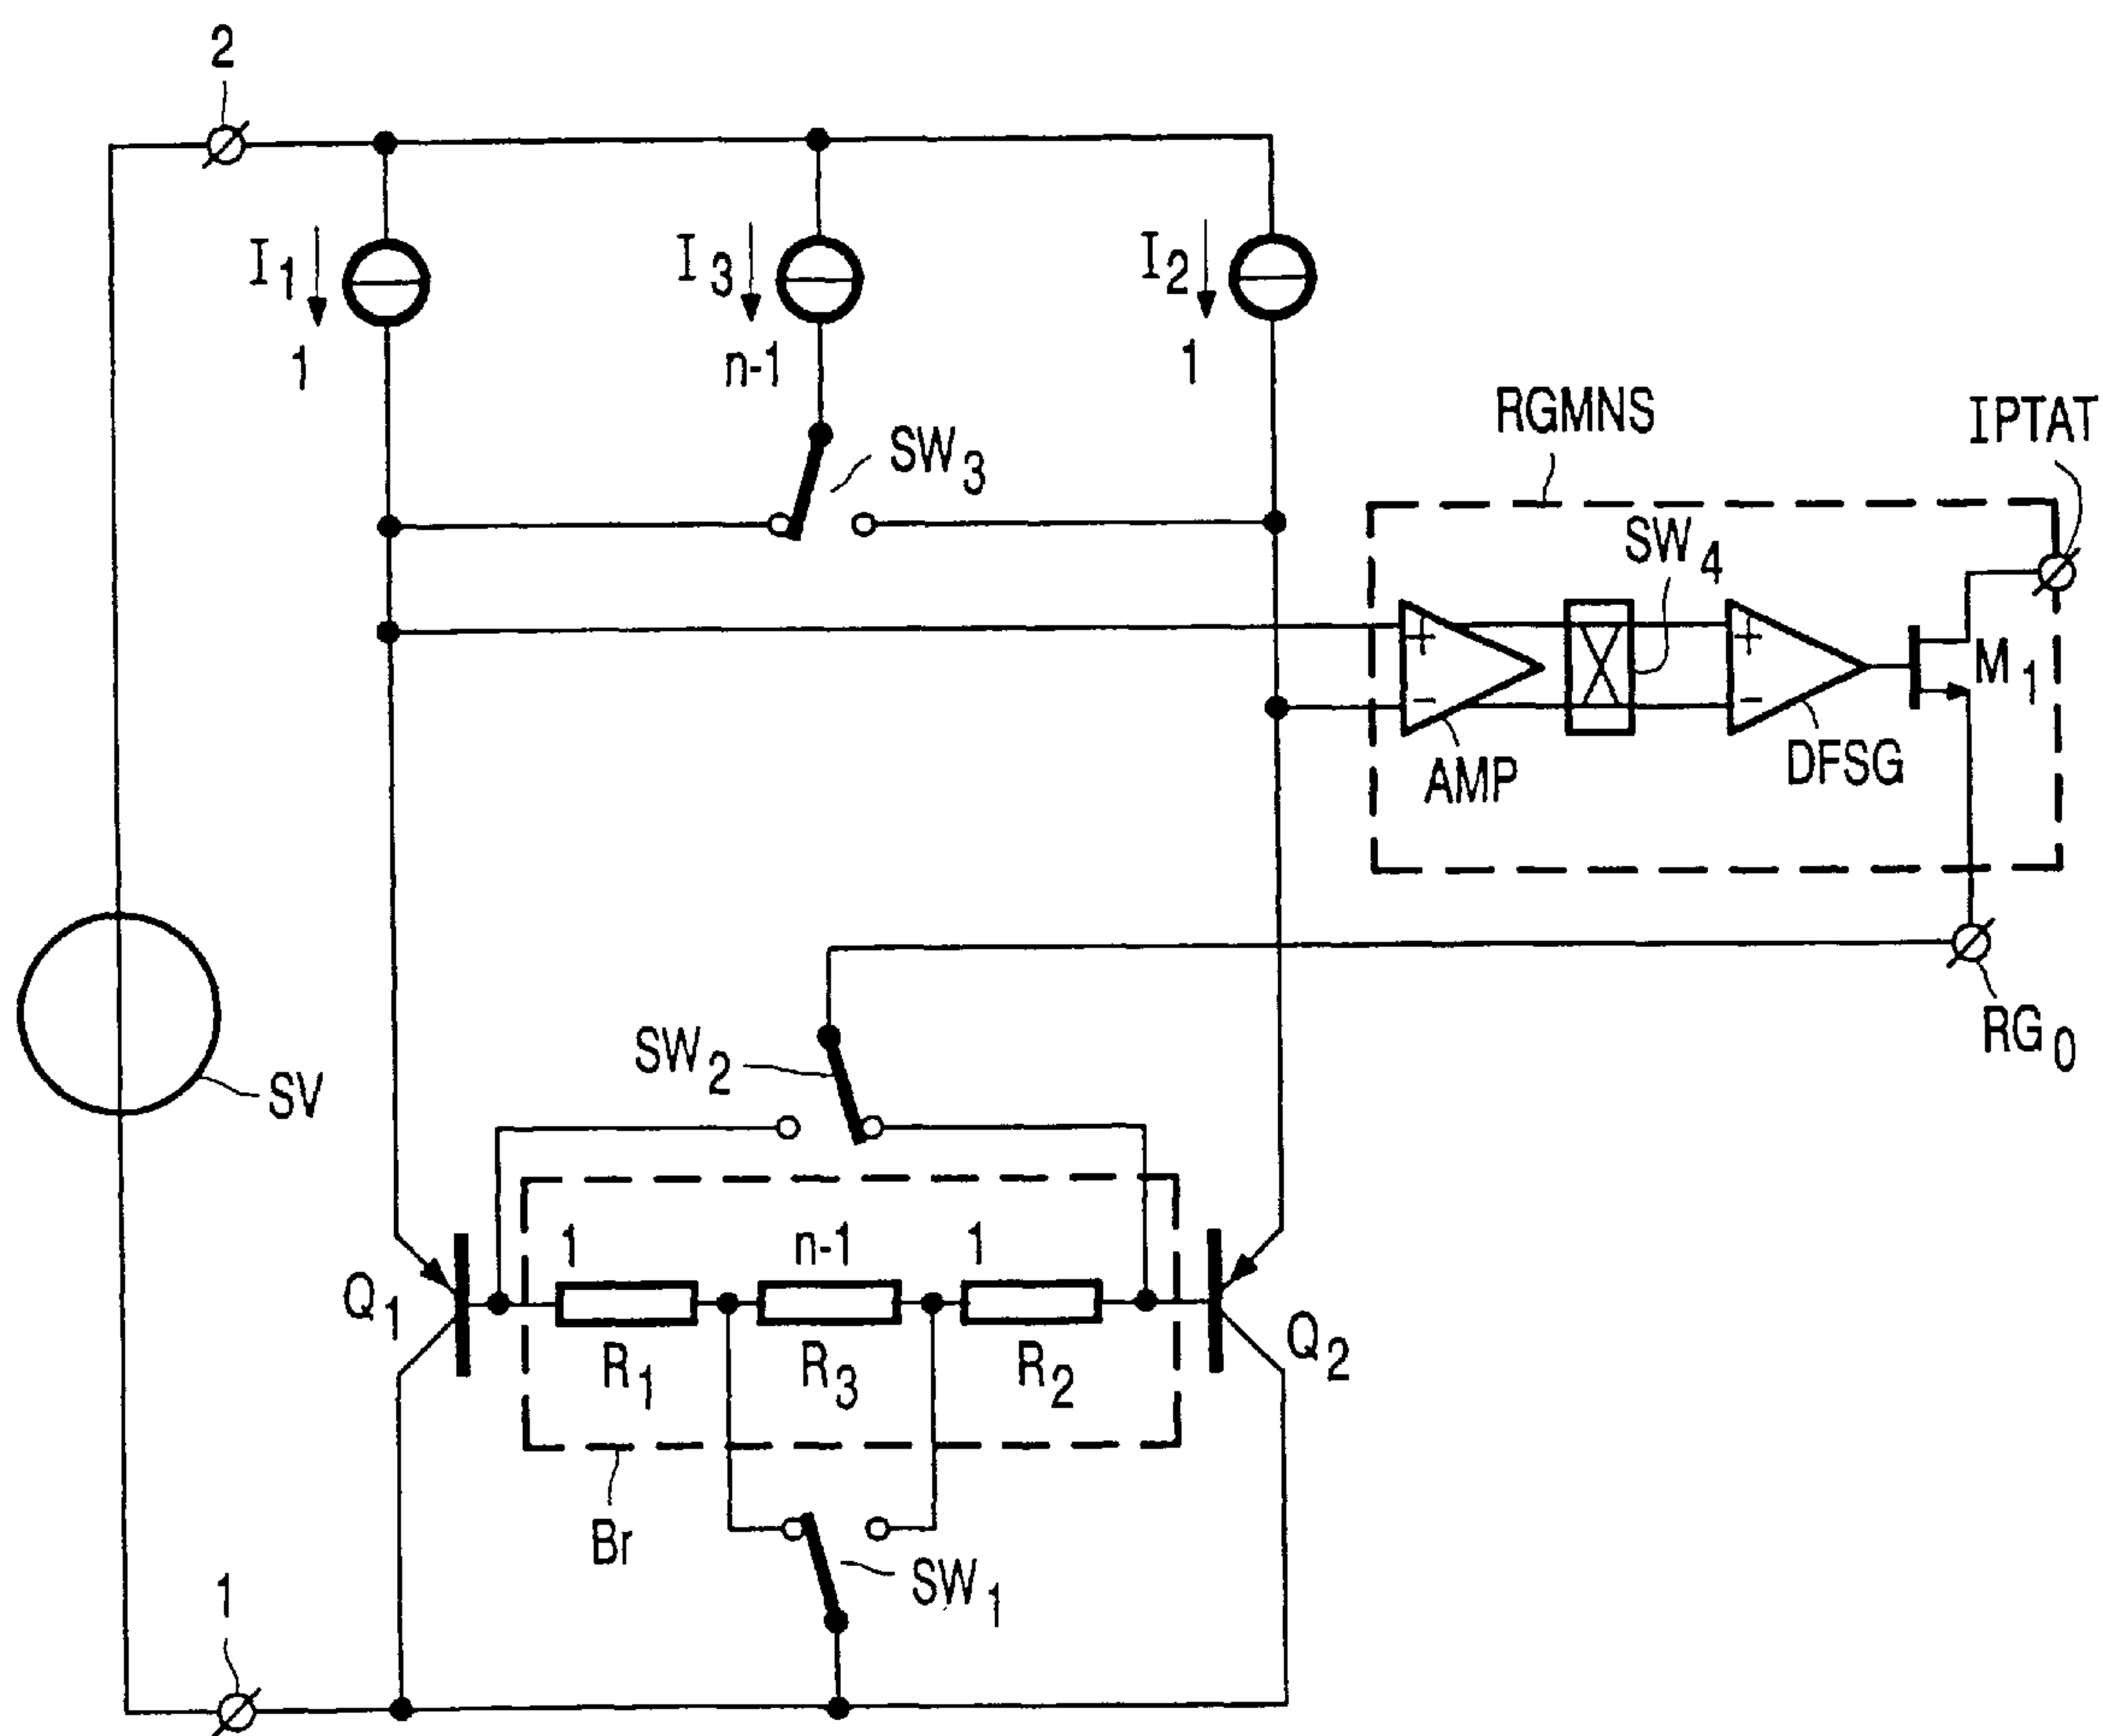 2
I1
I3
I2
1
n-1
1
SW3
RGMNS
IPTAT
SW4
+
+
M1
-
-
AMP
DFSG
SV
SW2
RG0
1
n-1
1
Q1
R1
R3
R2
Q2
Br
SW1
1